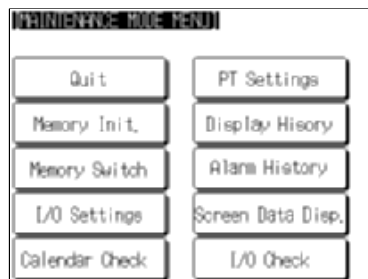 [MAINTENANCE MODE MENU]
Quit
PT Settings
Memory Init.
Display Hisory
Memory Switch
Alarm History
I/O Settings
Screen Data Disp.
Calendar Check
I/O Check